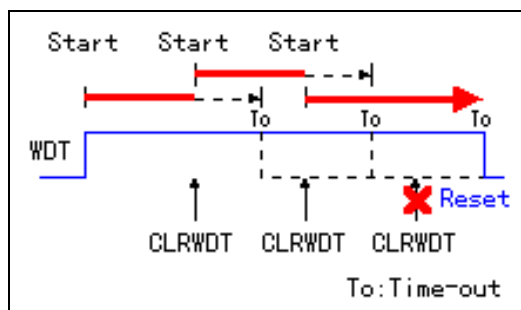 Start Start Start
To To To
WDT
Reset
CLRWDT CLRWDT CLRWDT
To:Time-out